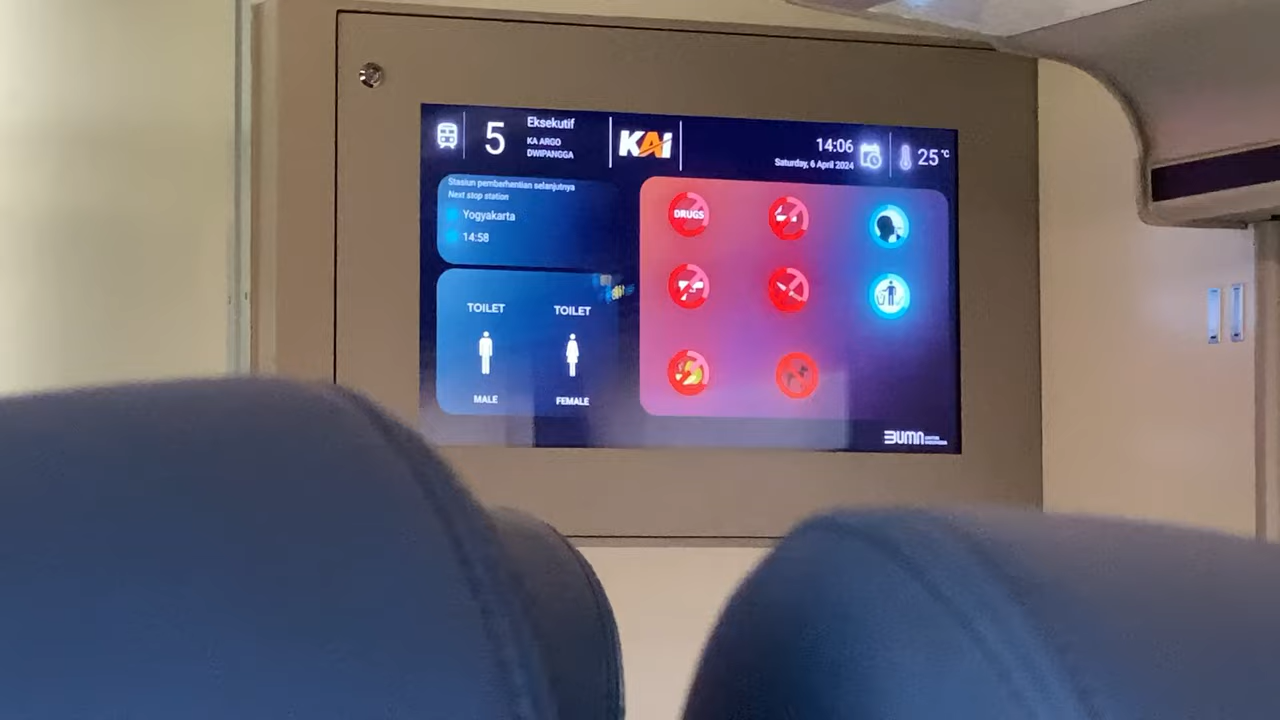 5
Eksekutif
KA ARGO
DWIPANGGA
KAI
14:06
Saturday, 6 April 2024
25 °C
Stasiun pemberhentian selanjutnya
Next stop station
Yogyakarta
14:58
TOILET
MALE
TOILET
FEMALE
DRUGS
BUMN